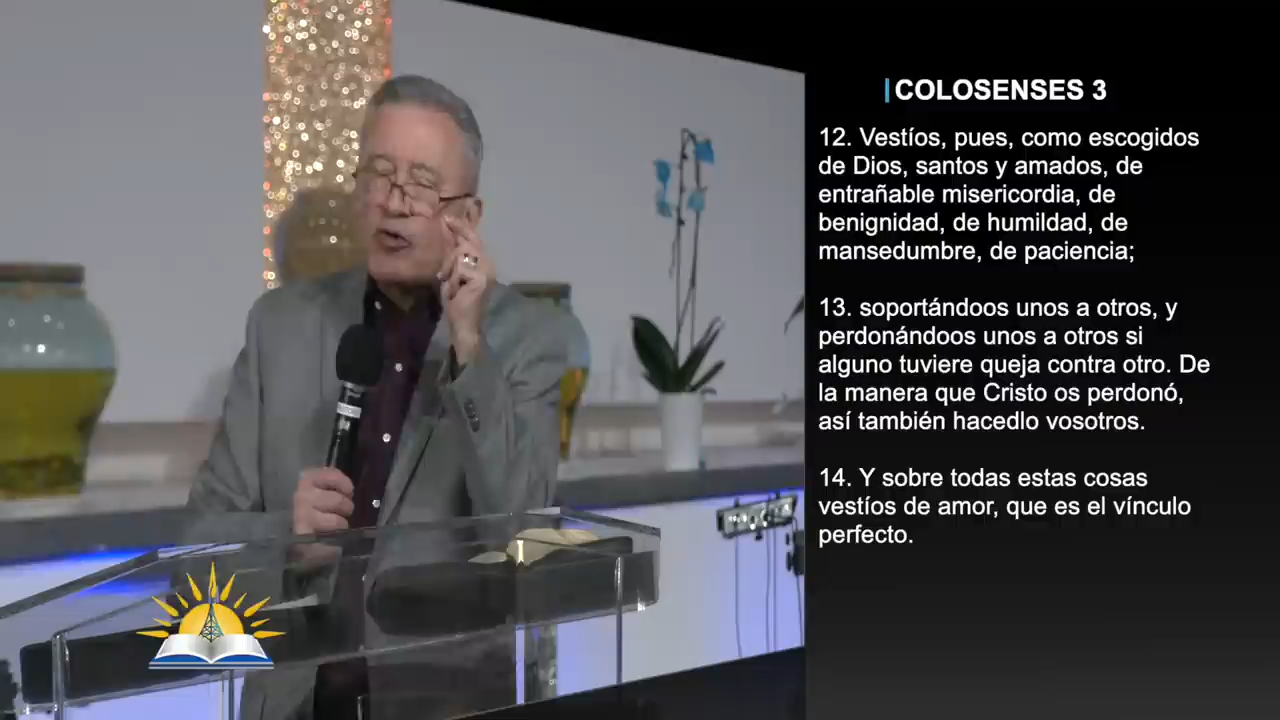 COLOSENSES 3
12. Vestíos, pues, como escogidos
de Dios, santos y amados, de
entrañable misericordia, de
benignidad, de humildad, de
mansedumbre, de paciencia;
13. soportándoos unos a otros, y
perdonándoos unos a otros si
alguno tuviere queja contra otro. De
la manera que Cristo os perdonó,
así también hacedlo vosotros.
14. Y sobre todas estas cosas
vestíos de amor, que es el vínculo
perfecto.